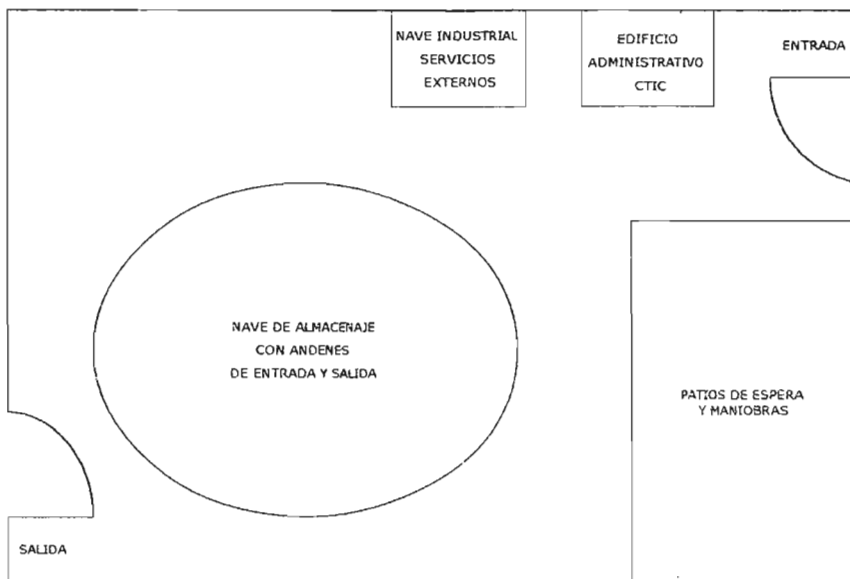 NAVE INDUSTRIAL
SERVICIOS
EXTERNOS
EDIFICIO
ADMINISTRATIVO
CTIC
ENTRADA
NAVE DE ALMACENAJE
CON ANDENES
DE ENTRADA Y SALIDA
PATIOS DE ESPERA
Y MANIOBRAS
SALIDA